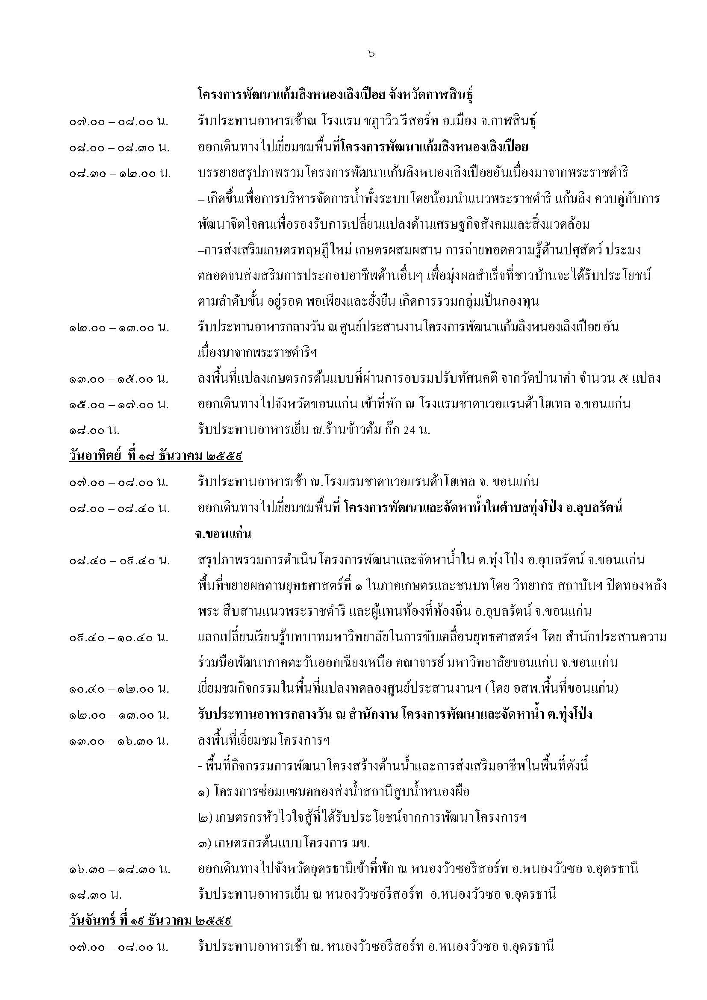 ๖
โครงการพัฒนาแก้มลิงหนองเลิงเปือย จังหวัดกาฬสินธุ์
๐๗.๐๐ – ๐๘.๐๐ น. รับประทานอาหารเช้าณ โรงแรม ชฎาวิว รีสอร์ท อ.เมือง จ.กาฬสินธุ์
๐๘.๐๐ – ๐๘.๓๐ น. ออกเดินทางไปเยี่ยมชมพื้นที่โครงการพัฒนาแก้มลิงหนองเลิงเปือย
๐๘.๓๐ – ๑๒.๐๐ น. บรรยายสรุปภาพรวมโครงการพัฒนาแก้มลิงหนองเลิงเปือยอันเนื่องมาจากพระราชดำริ
– เกิดขึ้นเพื่อการบริหารจัดการน้ำทั้งระบบโดยน้อมนำแนวพระราชดำริ แก้มลิง ควบคู่กับการ
พัฒนาจิตใจคนเพื่อรองรับการเปลี่ยนแปลงด้านเศรษฐกิจสังคมและสิ่งแวดล้อม
–การส่งเสริมเกษตรทฤษฎีใหม่ เกษตรผสมผสาน การถ่ายทอดความรู้ด้านปศุสัตว์ ประมง
ตลอดจนส่งเสริมการประกอบอาชีพด้านอื่นๆ เพื่อมุ่งผลสำเร็จที่ชาวบ้านจะได้รับประโยชน์
ตามลำดับขั้น อยู่รอด พอเพียงและยั่งยืน เกิดการรวมกลุ่มเป็นกองทุน
๑๒.๐๐ – ๑๓.๐๐ น. รับประทานอาหารกลางวัน ณ ศูนย์ประสานงานโครงการพัฒนาแก้มลิงหนองเลิงเปือย อัน
เนื่องมาจากพระราชดำริฯ
๑๓.๐๐ – ๑๕.๐๐ น. ลงพื้นที่แปลงเกษตรกรต้นแบบที่ผ่านการอบรมปรับทัศนคติ จากวัดป่านาคำ จำนวน ๕ แปลง
๑๕.๐๐ – ๑๗.๐๐ น. ออกเดินทางไปจังหวัดขอนแก่น เข้าที่พัก ณ โรงแรมชาดาเวอแรนด้าโฮเทล จ.ขอนแก่น
๑๘.๐๐ น. รับประทานอาหารเย็น ณ.ร้านข้าวต้ม กิ๊ก 24 น.
วันอาทิตย์ ที่ ๑๘ ธันวาคม ๒๕๕๙
๐๗.๐๐ – ๐๘.๐๐ น. รับประทานอาหารเช้า ณ.โรงแรมชาดาเวอแรนด้าโฮเทล จ. ขอนแก่น
๐๘.๐๐ – ๐๘.๔๐ น. ออกเดินทางไปเยี่ยมชมพื้นที่ โครงการพัฒนาและจัดหาน้ำในตำบลทุ่งโป่ง อ.อุบลรัตน์
จ.ขอนแก่น
๐๘.๔๐ – ๐๙.๔๐ น. สรุปภาพรวมการดำเนินโครงการพัฒนาและจัดหาน้ำใน ต.ทุ่งโป่ง อ.อุบลรัตน์ จ.ขอนแก่น
พื้นที่ขยายผลตามยุทธศาสตร์ที่ ๑ ในภาคเกษตรและชนบทโดย วิทยากร สถาบันฯ ปิดทองหลัง
พระ สืบสานแนวพระราชดำริ และผู้แทนท้องที่ท้องถิ่น อ.อุบลรัตน์ จ.ขอนแก่น
๐๙.๔๐ – ๑๐.๔๐ น. แลกเปลี่ยนเรียนรู้บทบาทมหาวิทยาลัยในการขับเคลื่อนยุทธศาสตร์ฯ โดย สำนักประสานความ
ร่วมมือพัฒนาภาคตะวันออกเฉียงเหนือ คณาจารย์ มหาวิทยาลัยขอนแก่น จ.ขอนแก่น
๑๐.๔๐ – ๑๒.๐๐ น. เยี่ยมชมกิจกรรมในพื้นที่แปลงทดลองศูนย์ประสานงานฯ (โดย อสพ.พื้นที่ขอนแก่น)
๑๒.๐๐ – ๑๓.๐๐ น. รับประทานอาหารกลางวัน ณ สำนักงาน โครงการพัฒนาและจัดหาน้ำ ต.ทุ่งโป่ง
๑๓.๐๐ – ๑๖.๓๐ น. ลงพื้นที่เยี่ยมชมโครงการฯ
- พื้นที่กิจกรรมการพัฒนาโครงสร้างด้านน้ำและการส่งเสริมอาชีพในพื้นที่ดังนี้
๑) โครงการซ่อมแซมคลองส่งน้ำสถานีสูบน้ำหนองผือ
๒) เกษตรกรหัวไวใจสู้ที่ได้รับประโยชน์จากการพัฒนาโครงการฯ
๓) เกษตรกรต้นแบบโครงการ มข.
๑๖.๓๐ – ๑๘.๓๐ น. ออกเดินทางไปจังหวัดอุดรธานีเข้าที่พัก ณ หนองวัวซอรีสอร์ท อ.หนองวัวซอ จ.อุดรธานี
๑๘.๓๐ น. รับประทานอาหารเย็น ณ หนองวัวซอรีสอร์ท อ.หนองวัวซอ จ.อุดรธานี
วันจันทร์ ที่ ๑๙ ธันวาคม ๒๕๕๙
๐๗.๐๐ – ๐๘.๐๐ น. รับประทานอาหารเช้า ณ. หนองวัวซอรีสอร์ท อ.หนองวัวซอ จ.อุดรธานี